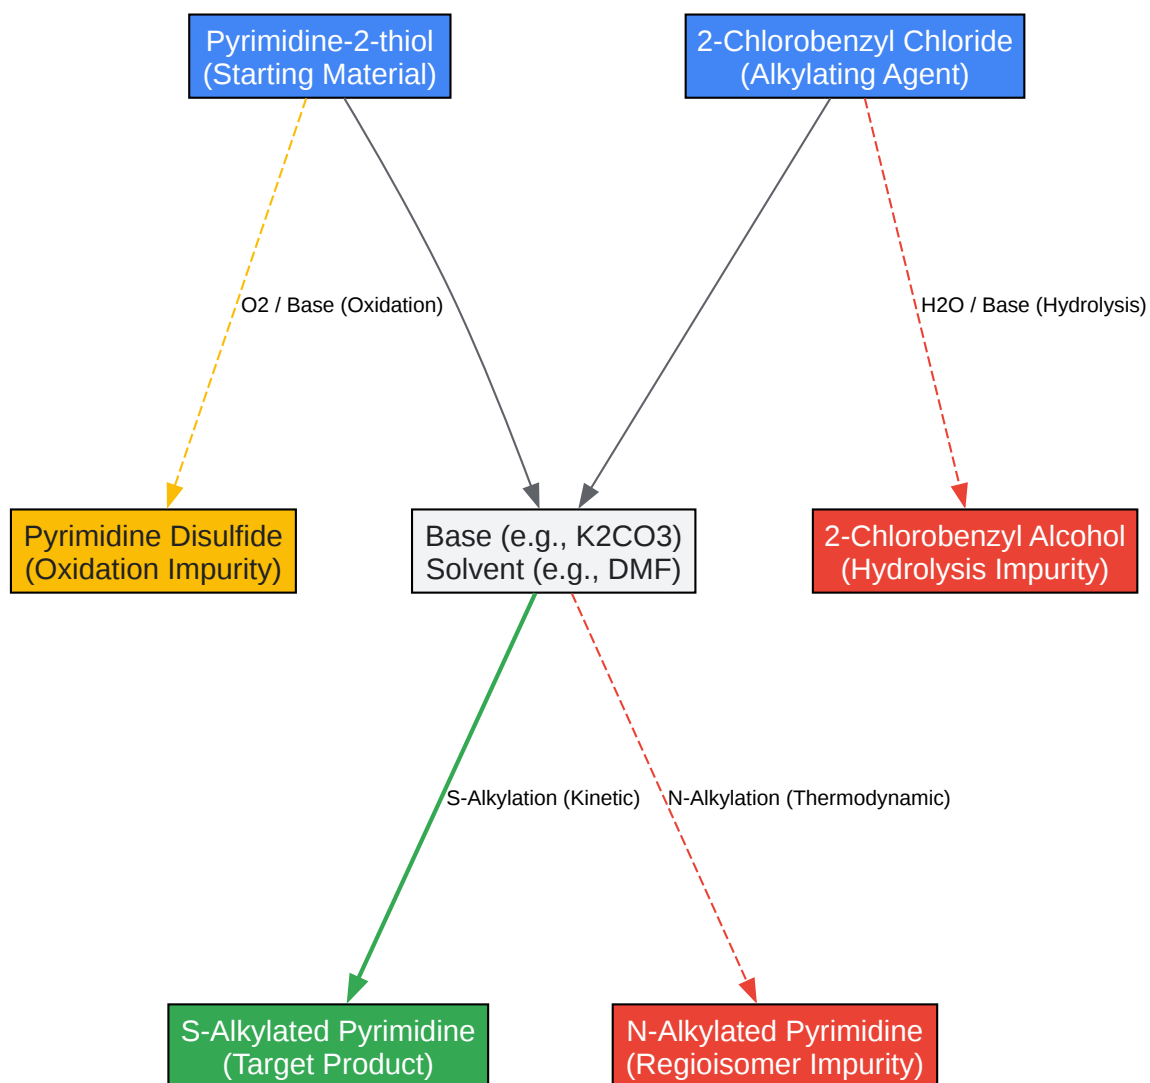 Pyrimidine-2-thiol
(Starting Material)
2-Chlorobenzyl Chloride
(Alkylating Agent)
O2 / Base (Oxidation)
H2O / Base (Hydrolysis)
Pyrimidine Disulfide
(Oxidation Impurity)
Base (e.g., K2CO3)
Solvent (e.g., DMF)
2-Chlorobenzyl Alcohol
(Hydrolysis Impurity)
S-Alkylation (Kinetic)
N-Alkylation (Thermodynamic)
S-Alkylated Pyrimidine
(Target Product)
N-Alkylated Pyrimidine
(Regioisomer Impurity)